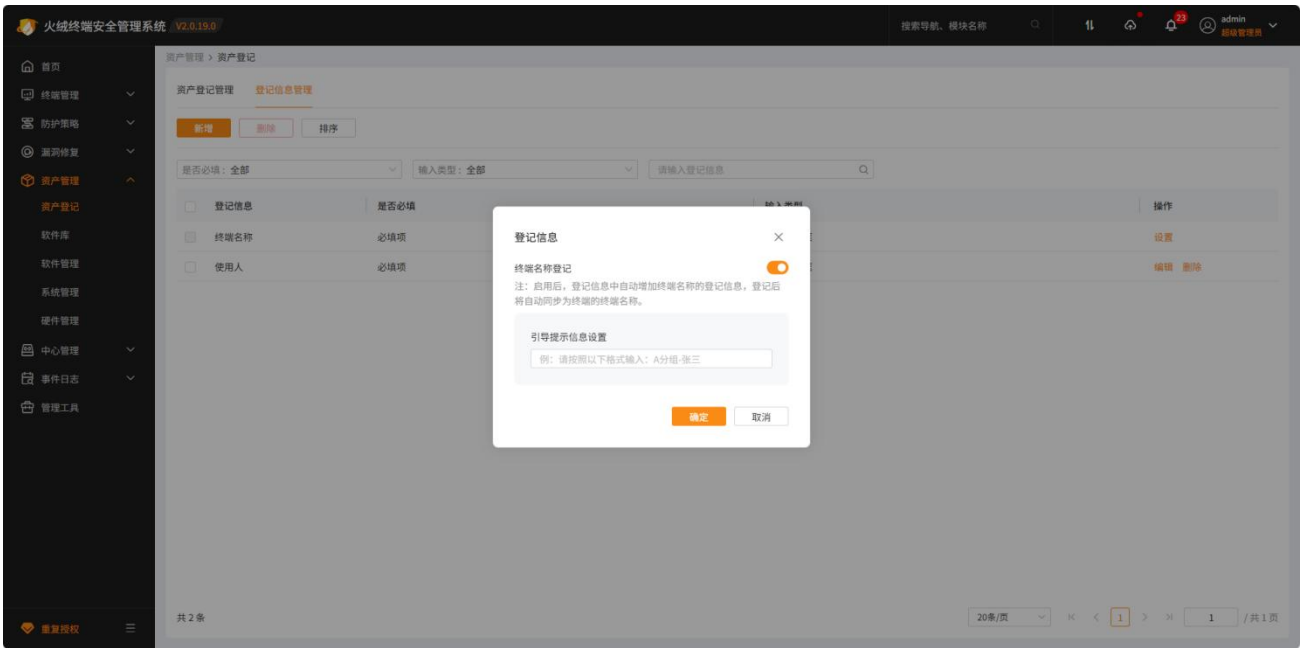 火绒终端安全管理系统 V2.0.19.0
搜索导航、模块名称
23
admin
超级管理员
首页
终端管理
防护策略
漏洞修复
资产管理
资产登记
软件库
软件管理
系统管理
硬件管理
中心管理
事件日志
管理工具
重复授权
资产管理 > 资产登记
资产登记管理 登记信息管理
新增 删除 排序
是否必填：全部 输入类型：全部 请输入登记信息
登记信息 是否必填 输入类型 操作
终端名称 必填项 设置
使用人 必填项 编辑 删除
登记信息
终端名称登记
注：启用后，登记信息中自动增加终端名称的登记信息，登记后
将自动同步为终端的终端名称。
引导提示信息设置
例：请按照以下格式输入：A分组-张三
确定 取消
共 2 条 20条/页 1 1 / 共 1 页